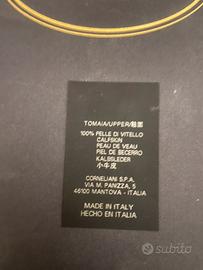 TOMAIA/UPPER/鞋面
100% PELLE DI VITELLO
CALFSKIN
PEAU DE VEAU
PIEL DE BECERRO
KALBSLEDER
小牛皮
CORNELIANI S.P.A.
VIA M. PANIZZA, 5
46100 MANTOVA - ITALIA
MADE IN ITALY
HECHO EN ITALIA
subito